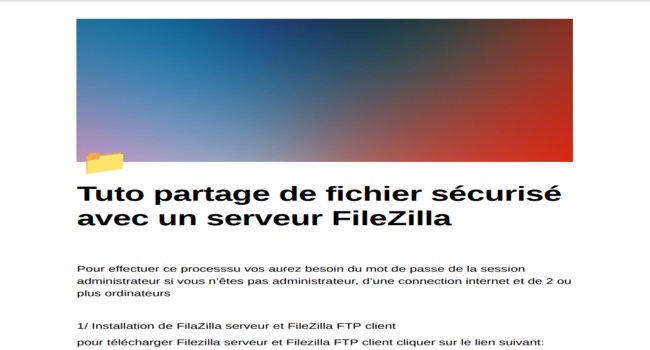 Tuto partage de fichier sécurisé
avec un serveur FileZilla
Pour effectuer ce processsu vos aurez besoin du mot de passe de la session
administrateur si vous n'êtes pas administrateur, d'une connection internet et de 2 ou
plus ordinateurs
1/ Installation de FilaZilla serveur et FileZilla FTP client
pour télécharger Filezilla serveur et Filezilla FTP client cliquer sur le lien suivant: